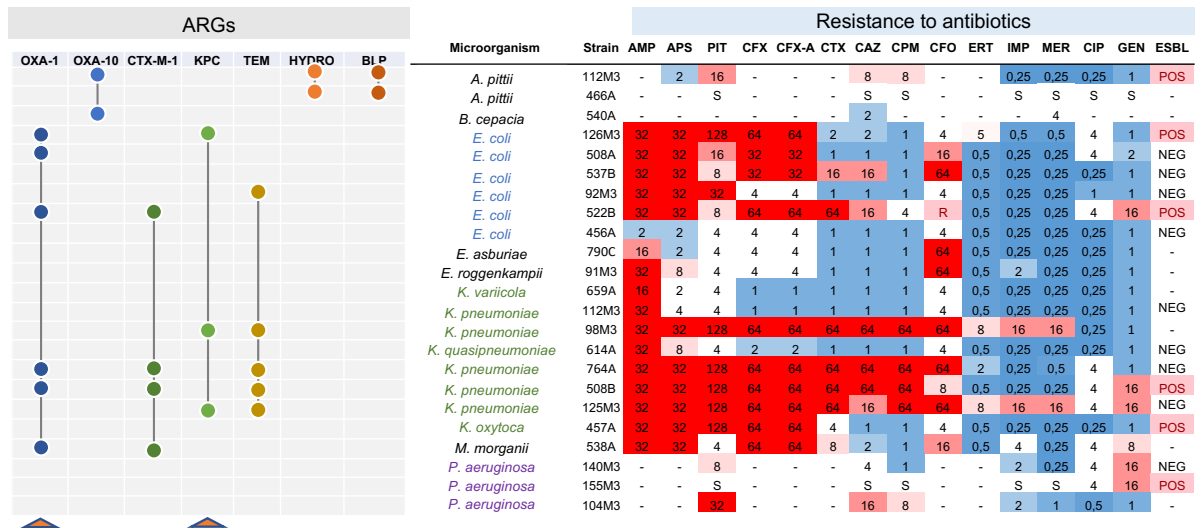 ARGs
Resistance to antibiotics
OXA-1 OXA-10 CTX-M-1 KPC TEM HYDRO BLP
Microorganism Strain AMP APS PIT CFX CFX-A CTX CAZ CPM CFO ERT IMP MER CIP GEN ESBL
A. pittii 112M3 - 2 16 - - - 8 8 - - 0,25 0,25 0,25 1 POS
A. pittii 466A - - S - - - S S - - S S S S -
B. cepacia 540A - - - - - - 2 - - - - 4 - - -
E. coli 126M3 32 32 128 64 64 2 2 1 4 5 0,5 0,5 4 1 POS
E. coli 508A 32 32 16 32 32 1 1 1 16 0,5 0,25 0,25 4 2 NEG
E. coli 537B 32 32 8 32 32 16 16 1 64 0,5 0,25 0,25 0,25 1 NEG
E. coli 92M3 32 32 32 4 4 1 1 1 4 0,5 0,25 0,25 1 1 NEG
E. coli 522B 32 32 8 64 64 64 16 4 R 0,5 0,25 0,25 4 16 POS
E. coli 456A 2 2 4 4 4 1 1 1 4 0,5 0,25 0,25 0,25 1 NEG
E. asburiae 790C 16 2 4 4 4 1 1 1 64 0,5 0,25 0,25 0,25 1 -
E. roggenkampii 91M3 32 8 4 4 4 1 1 1 64 0,5 2 0,25 0,25 1 -
K. variicola 659A 16 2 4 1 1 1 1 1 4 0,5 0,25 0,25 0,25 1 -
K. pneumoniae 112M3 32 4 4 1 1 1 1 1 4 0,5 0,25 0,25 0,25 1 NEG
K. pneumoniae 98M3 32 32 128 64 64 64 64 64 64 8 16 16 0,25 1 -
K. quasipneumoniae 614A 32 8 4 2 2 1 1 1 4 0,5 0,25 0,25 0,25 1 NEG
K. pneumoniae 764A 32 32 128 64 64 64 64 64 64 2 0,25 0,5 4 1 NEG
K. pneumoniae 508B 32 32 128 64 64 64 64 64 8 0,5 0,25 0,25 4 16 POS
K. pneumoniae 125M3 32 32 128 64 64 64 16 64 64 8 16 16 4 16 NEG
K. oxytoca 457A 32 32 128 64 64 4 1 1 4 0,5 0,25 0,25 0,25 1 POS
M. morganii 538A 32 32 4 64 64 8 2 1 16 0,5 4 0,25 4 8 -
P. aeruginosa 140M3 - - 8 - - - 4 1 - - 2 0,25 4 16 NEG
P. aeruginosa 155M3 - - - - - - S S - - S S 4 16 POS
P. aeruginosa 104M3 - - 32 - - - 16 8 - - 2 1 0,5 1 -